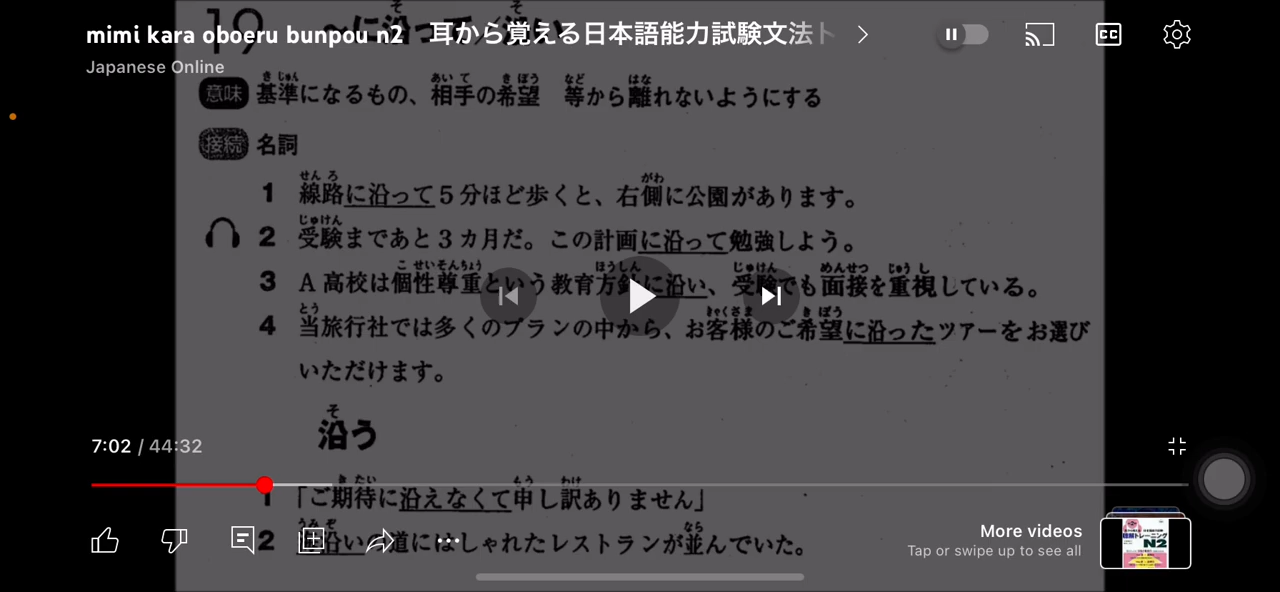 mimi kara oboeru bunpou n2 耳から覚える日本語能力試験文法ト
Japanese Online
19 ～に沿って／沿い
意味 基準になるもの、相手の希望 等から離れないようにする
接続 名詞
1 線路に沿って5分ほど歩くと、右側に公園があります。
2 受験まであと3カ月だ。この計画に沿って勉強しよう。
3 A高校は個性尊重という教育方針に沿い、受験でも面接を重視している。
4 当旅行社では多くのプランの中から、お客様のご希望に沿ったツアーをお選び
いただけます。
沿う
7:02 / 44:32
1 「ご期待に沿えなくて申し訳ありません」
2 海沿いの道にはしゃれたレストランが並んでいた。
More videos
Tap or swipe up to see all
N2